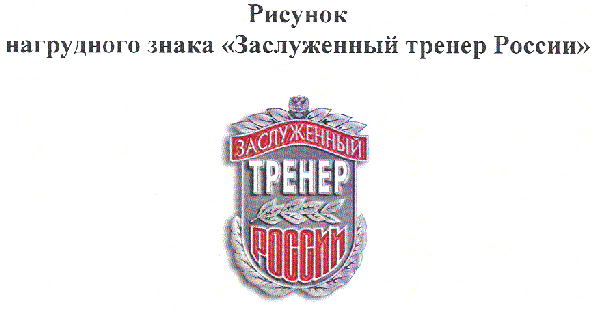 Рисунок
нагрудного знака «Заслуженный тренер России»
ЗАСЛУЖЕННЫЙ
ТРЕНЕР
РОССИИ